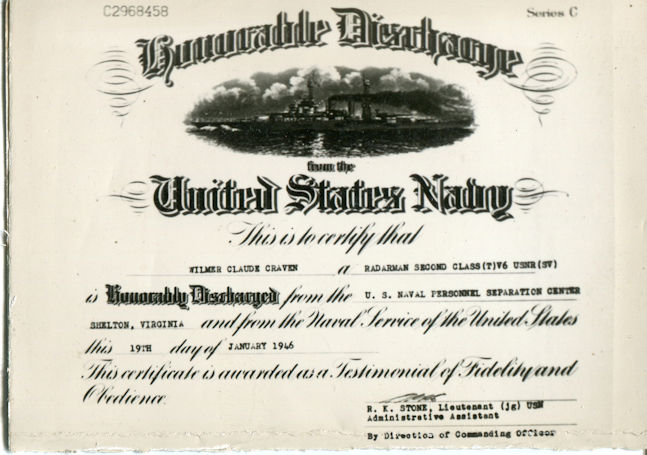 C2968458
Series C
Honorable Discharge
from the
United States Navy
This is to certify that
WILMER CLAUDE CRAVEN a RADARMAN SECOND CLASS(T)V6 USNR(SV)
is Honorably Discharged from the U. S. NAVAL PERSONNEL SEPARATION CENTER
SHELTON, VIRGINIA and from the Naval Service of the United States
this 19TH day of JANUARY 1946
This certificate is awarded as a Testimonial of Fidelity and
Obedience.
R. K. STONE, Lieutenant (jg) USN
Administrative Assistant
By Direction of Commanding Officer